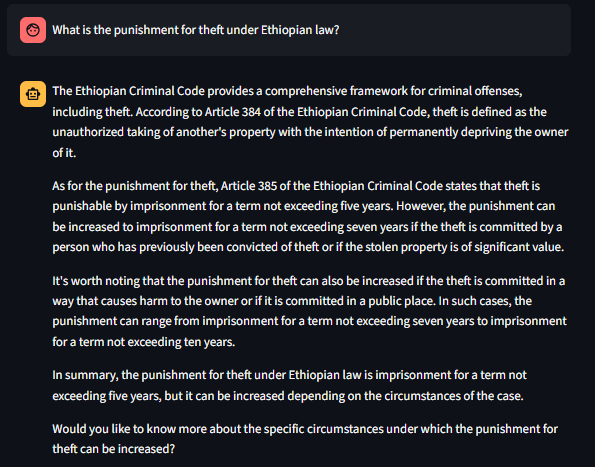 What is the punishment for theft under Ethiopian law?
The Ethiopian Criminal Code provides a comprehensive framework for criminal offenses,
including theft. According to Article 384 of the Ethiopian Criminal Code, theft is defined as the
unauthorized taking of another's property with the intention of permanently depriving the owner
of it.
As for the punishment for theft, Article 385 of the Ethiopian Criminal Code states that theft is
punishable by imprisonment for a term not exceeding five years. However, the punishment can
be increased to imprisonment for a term not exceeding seven years if the theft is committed by a
person who has previously been convicted of theft or if the stolen property is of significant value.
It's worth noting that the punishment for theft can also be increased if the theft is committed in a
way that causes harm to the owner or if it is committed in a public place. In such cases, the
punishment can range from imprisonment for a term not exceeding seven years to imprisonment
for a term not exceeding ten years.
In summary, the punishment for theft under Ethiopian law is imprisonment for a term not
exceeding five years, but it can be increased depending on the circumstances of the case.
Would you like to know more about the specific circumstances under which the punishment for
theft can be increased?